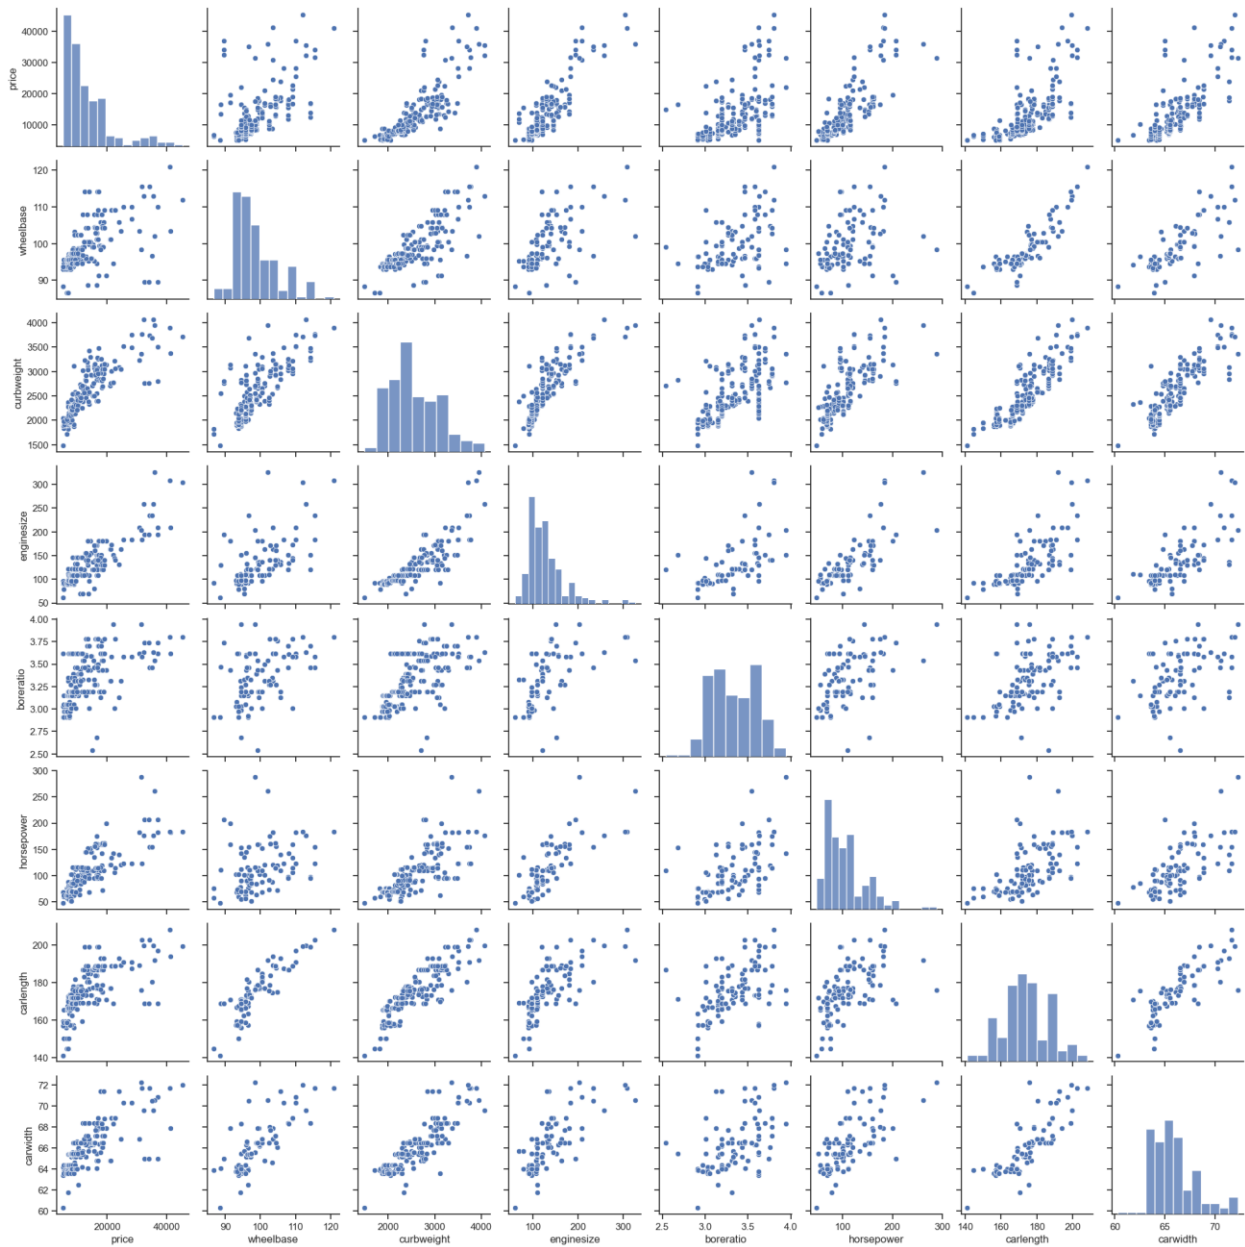 price
40000
30000
20000
10000
wheelbase
120
110
100
90
curbweight
4000
3500
3000
2500
2000
1500
enginesize
300
250
200
150
100
50
boreratio
4.00
3.75
3.50
3.25
3.00
2.75
2.50
horsepower
300
250
200
150
100
50
carlength
200
180
160
140
carwidth
72
70
68
66
64
62
60
20000 40000
90 100 110 120
2000 3000 4000
100 200 300
2.5 3.0 3.5 4.0
100 200 300
140 160 180 200
60 65 70
price wheelbase curbweight enginesize boreratio horsepower carlength carwidth